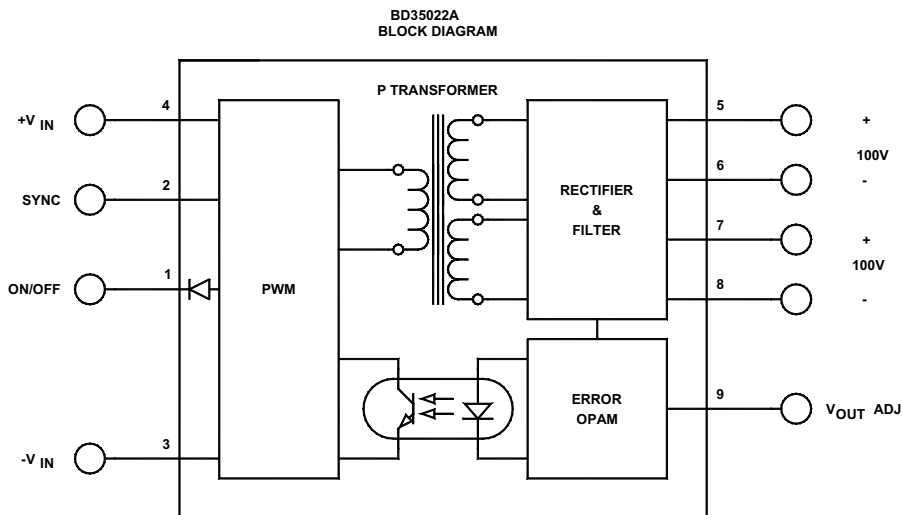 BD35022A
BLOCK DIAGRAM
P TRANSFORMER
+V IN
4
SYNC
2
ON/OFF
1
-V IN
3
PWM
RECTIFIER
&
FILTER
ERROR
OPAM
5
+
100V
6
-
7
+
100V
8
-
9
VOUT ADJ